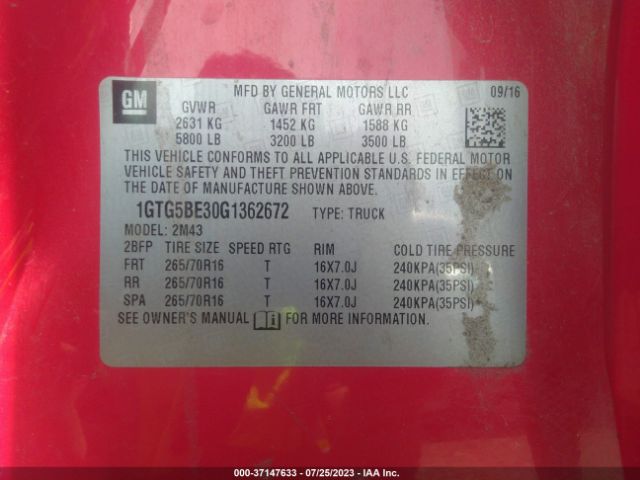 GM
MFD BY GENERAL MOTORS LLC 09/16
GVWR GAWR FRT GAWR RR
2631 KG 1452 KG 1588 KG
5800 LB 3200 LB 3500 LB
THIS VEHICLE CONFORMS TO ALL APPLICABLE U.S. FEDERAL MOTOR
VEHICLE SAFETY AND THEFT PREVENTION STANDARDS IN EFFECT ON
THE DATE OF MANUFACTURE SHOWN ABOVE.
1GTG5BE30G1362672 TYPE: TRUCK
MODEL: 2M43
2BFP TIRE SIZE SPEED RTG RIM COLD TIRE PRESSURE
FRT 265/70R16 T 16X7.0J 240KPA(35PSI)
RR 265/70R16 T 16X7.0J 240KPA(35PSI)
SPA 265/70R16 T 16X7.0J 240KPA(35PSI)
SEE OWNER'S MANUAL FOR MORE INFORMATION.
000-37147633 - 07/25/2023 - IAA Inc.